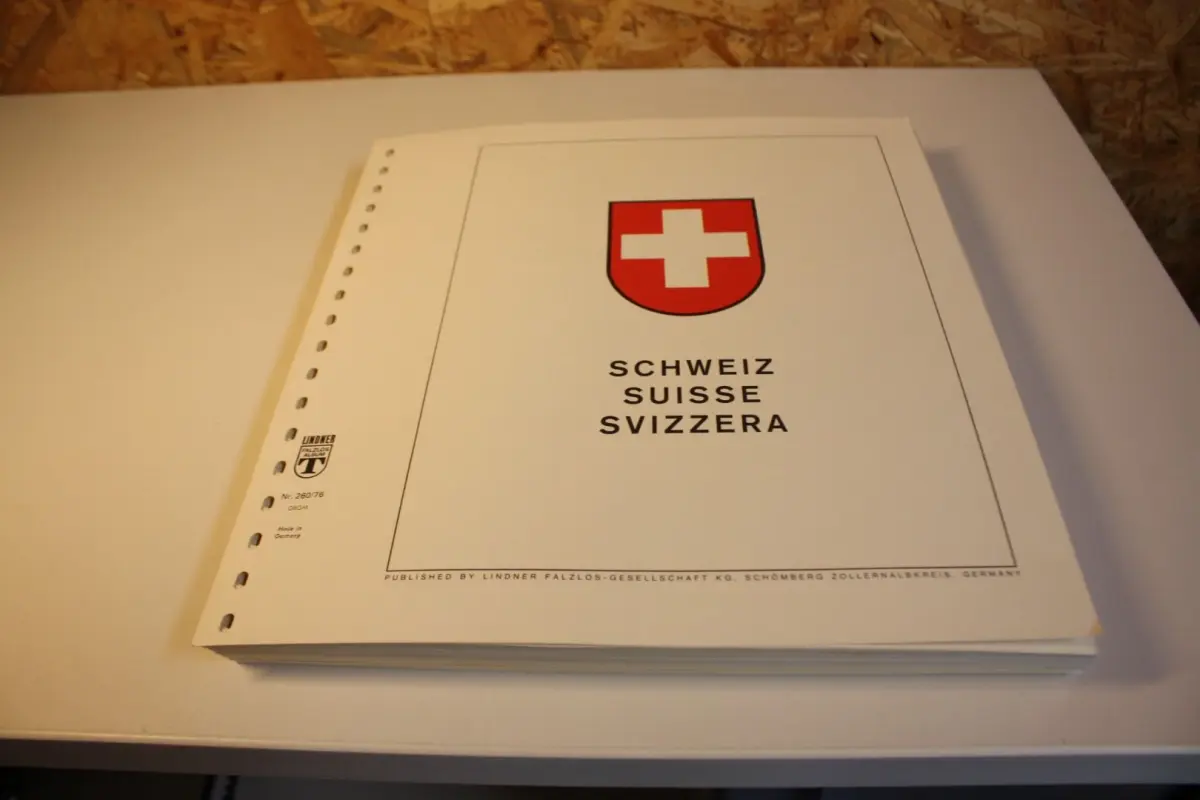 SCHWEIZ
SUISSE
SVIZZERA
LINDNER
FALZLOS
ALBUM
T
Nr. 260/76
Made in
Germany
PUBLISHED BY LINDNER FALZLOS-GESELLSCHAFT KG, SCHÖMBERG ZOLLERNALBKREIS, GERMANY